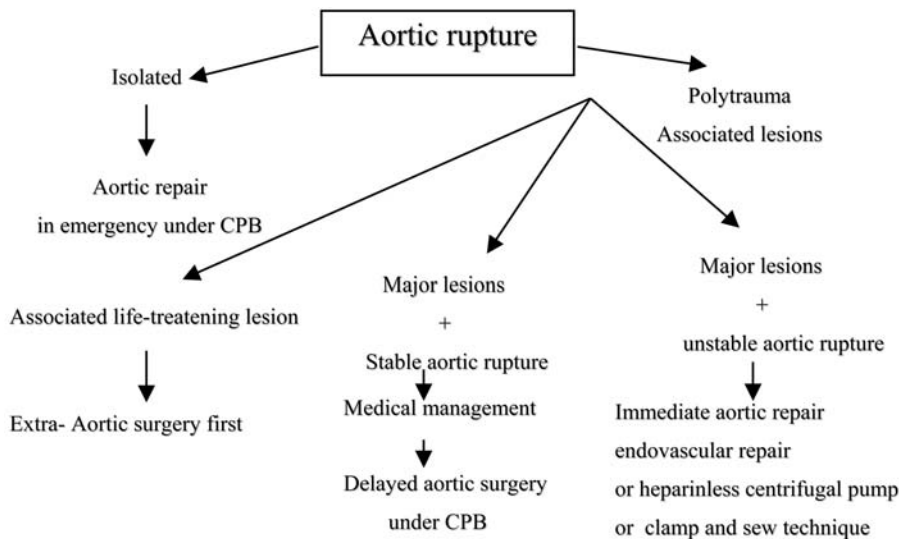 Aortic rupture
Isolated
Polytrauma
Associated lesions
Aortic repair
in emergency under CPB
Associated life-treatening lesion
Extra- Aortic surgery first
Major lesions
+
Stable aortic rupture
Medical management
Delayed aortic surgery
under CPB
Major lesions
+
unstable aortic rupture
Immediate aortic repair
endovascular repair
or heparinless centrifugal pump
or clamp and sew technique